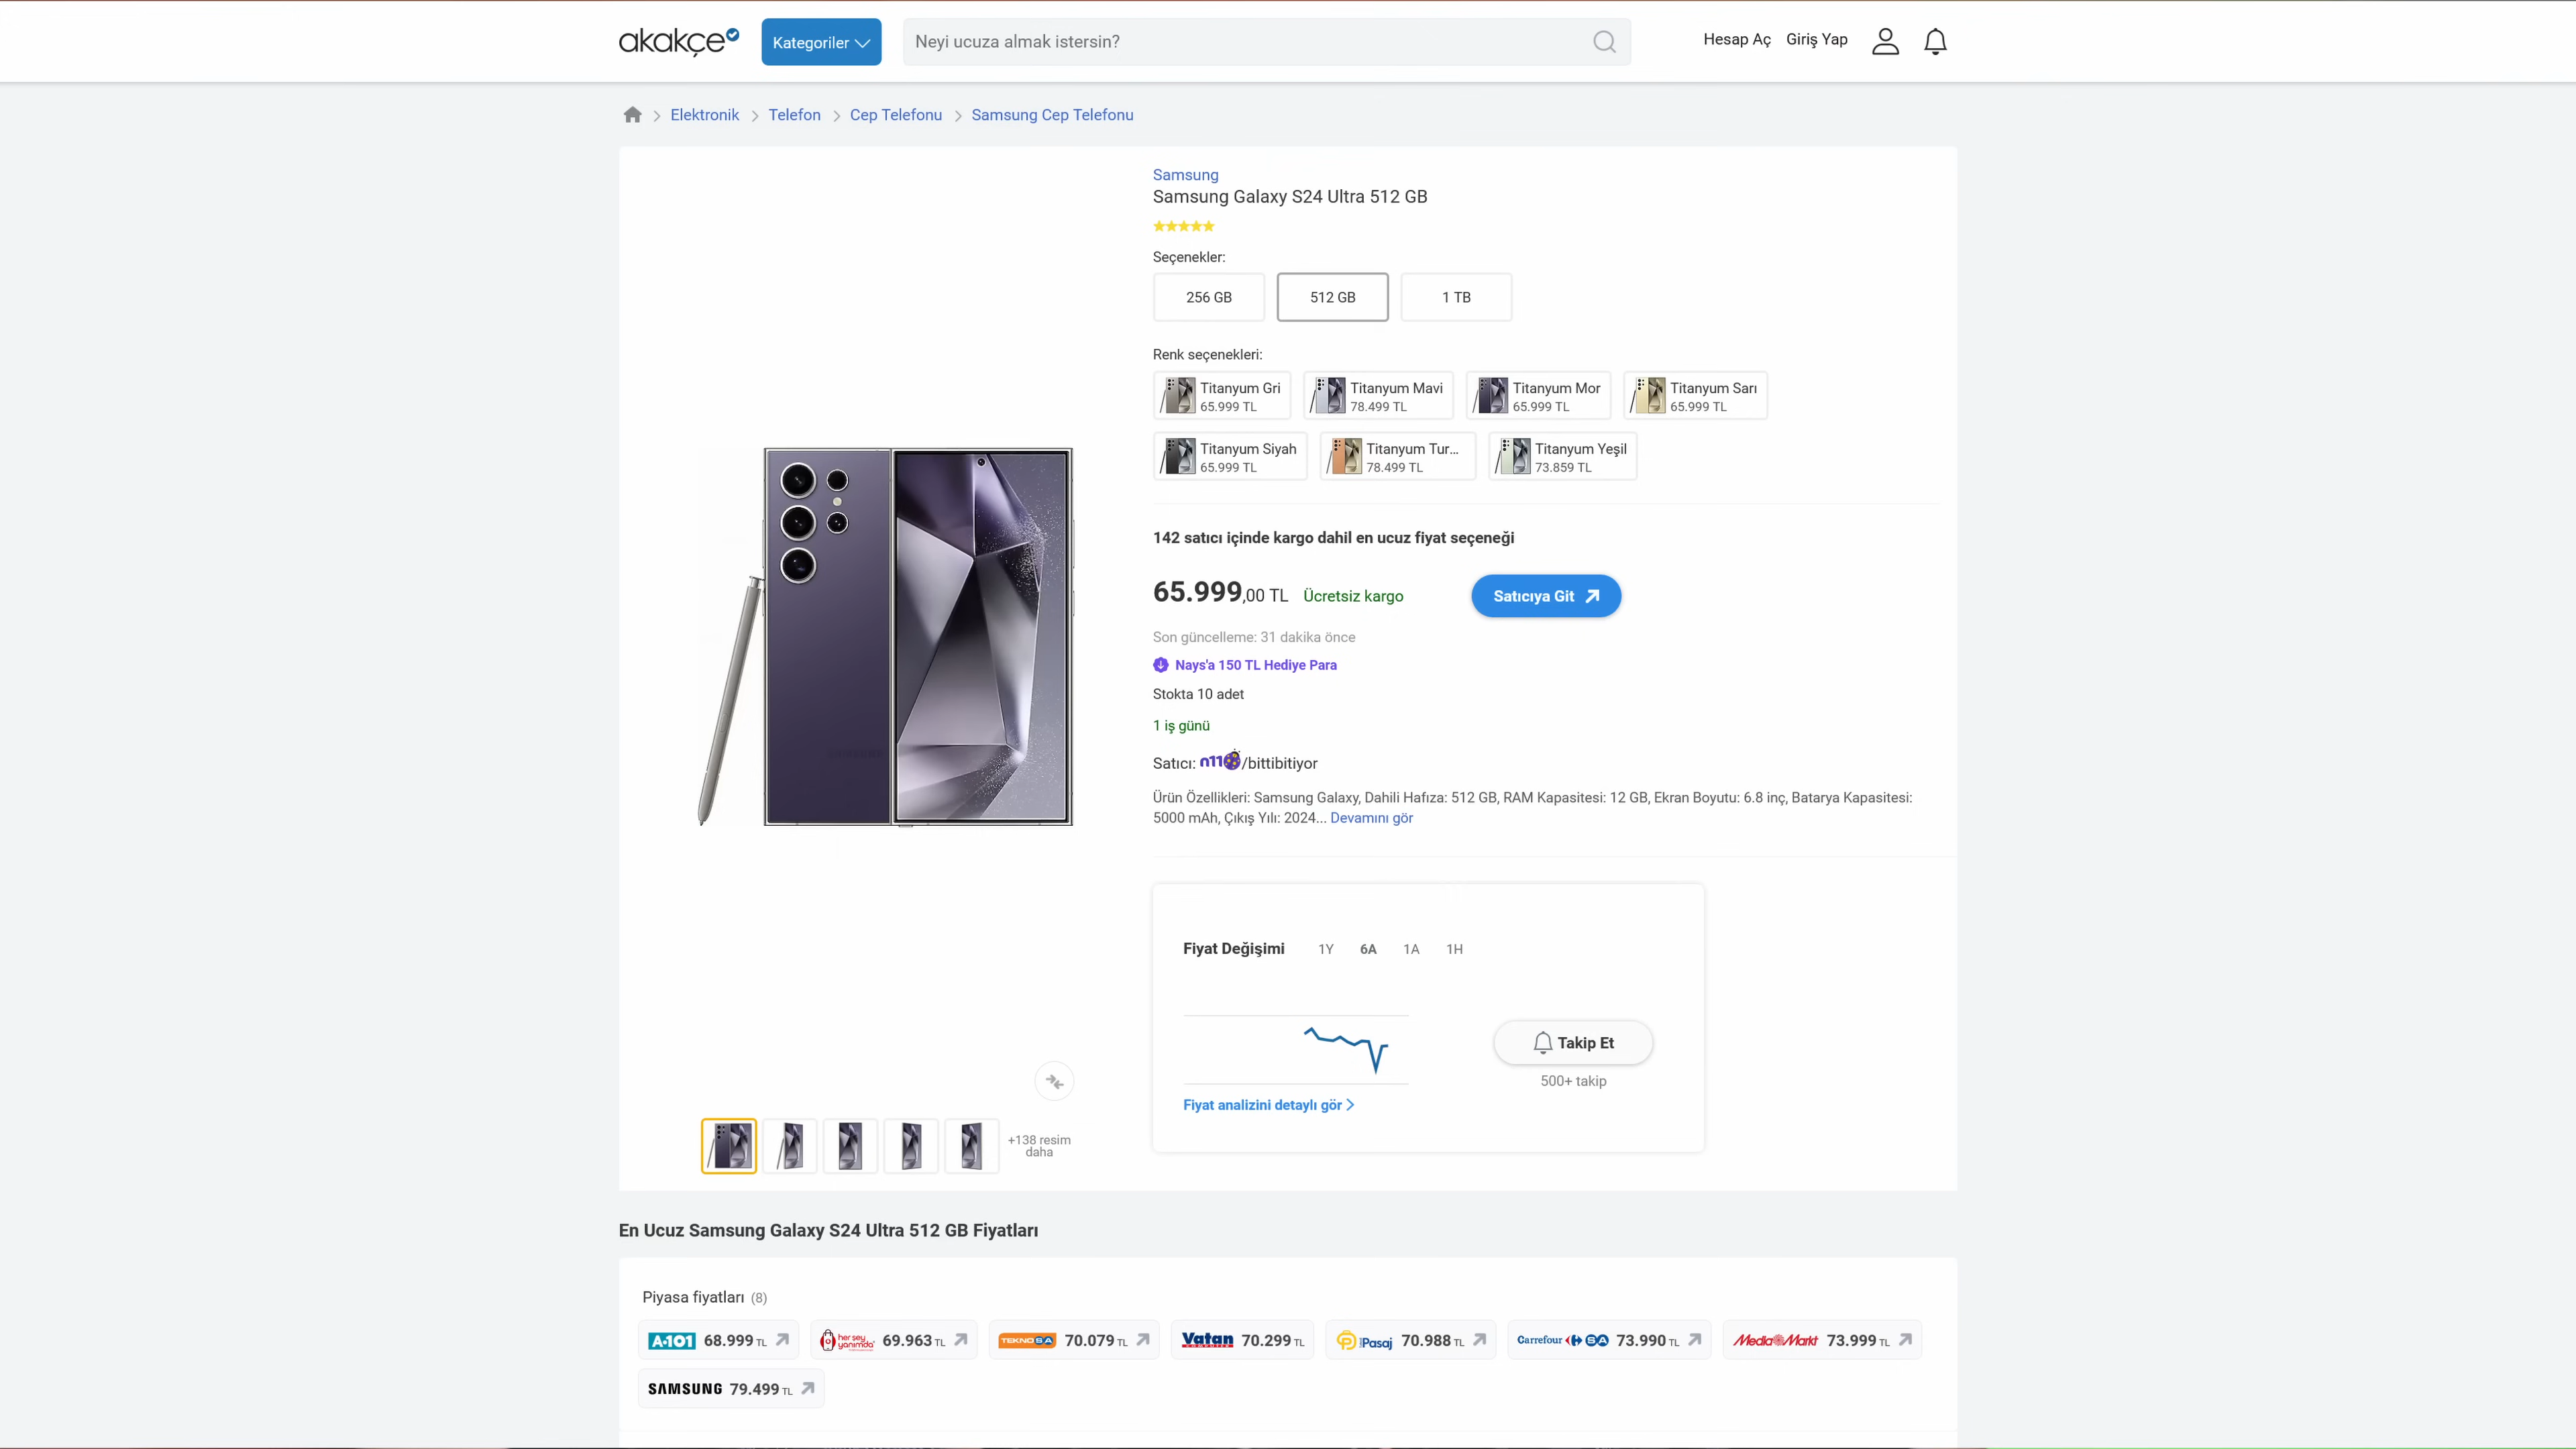 akakçe
Kategoriler
Neyi ucuza almak istersin?
Hesap Aç
Giriş Yap
Elektronik
Telefon
Cep Telefonu
Samsung Cep Telefonu
Samsung
Samsung Galaxy S24 Ultra 512 GB
Seçenekler:
256 GB
512 GB
1 TB
Renk seçenekleri:
Titanyum Gri
65.999 TL
Titanyum Mavi
78.499 TL
Titanyum Mor
65.999 TL
Titanyum Sarı
65.999 TL
Titanyum Siyah
65.999 TL
Titanyum Tur...
78.499 TL
Titanyum Yeşil
73.859 TL
142 satıcı içinde kargo dahil en ucuz fiyat seçeneği
65.999,00 TL Ücretsiz kargo
Satıcıya Git
Son güncelleme: 31 dakika önce
Nays'a 150 TL Hediye Para
Stokta 10 adet
1 iş günü
Satıcı: n11/bittibitiyor
Ürün Özellikleri: Samsung Galaxy, Dahili Hafıza: 512 GB, RAM Kapasitesi: 12 GB, Ekran Boyutu: 6.8 inç, Batarya Kapasitesi:
5000 mAh, Çıkış Yılı: 2024... Devamını gör
Fiyat Değişimi 1Y 6A 1A 1H
Takip Et
500+ takip
Fiyat analizini detaylı gör
+138 resim
daha
En Ucuz Samsung Galaxy S24 Ultra 512 GB Fiyatları
Piyasa fiyatları (8)
A101 68.999 TL
her şey yanımda 69.963 TL
TEKNOSA 70.079 TL
Vatan 70.299 TL
Pasaj 70.988 TL
CarrefourSA 73.990 TL
MediaMarkt 73.999 TL
SAMSUNG 79.499 TL